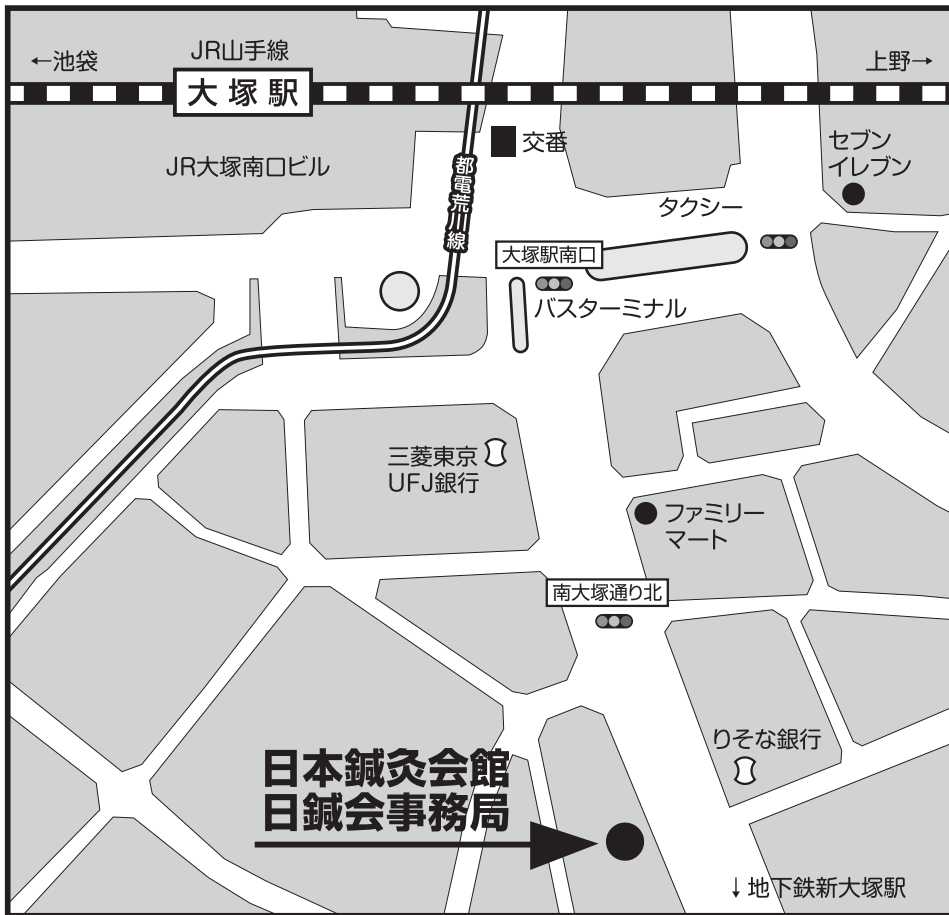 JR山手線
←池袋
上野→
大塚駅
交番
セブン
イレブン
JR大塚南口ビル
都電荒川線
タクシー
大塚駅南口
バスターミナル
三菱東京
UFJ銀行
ファミリー
マート
南大塚通り北
りそな銀行
日本鍼灸会館
日鍼会事務局
↓地下鉄新大塚駅